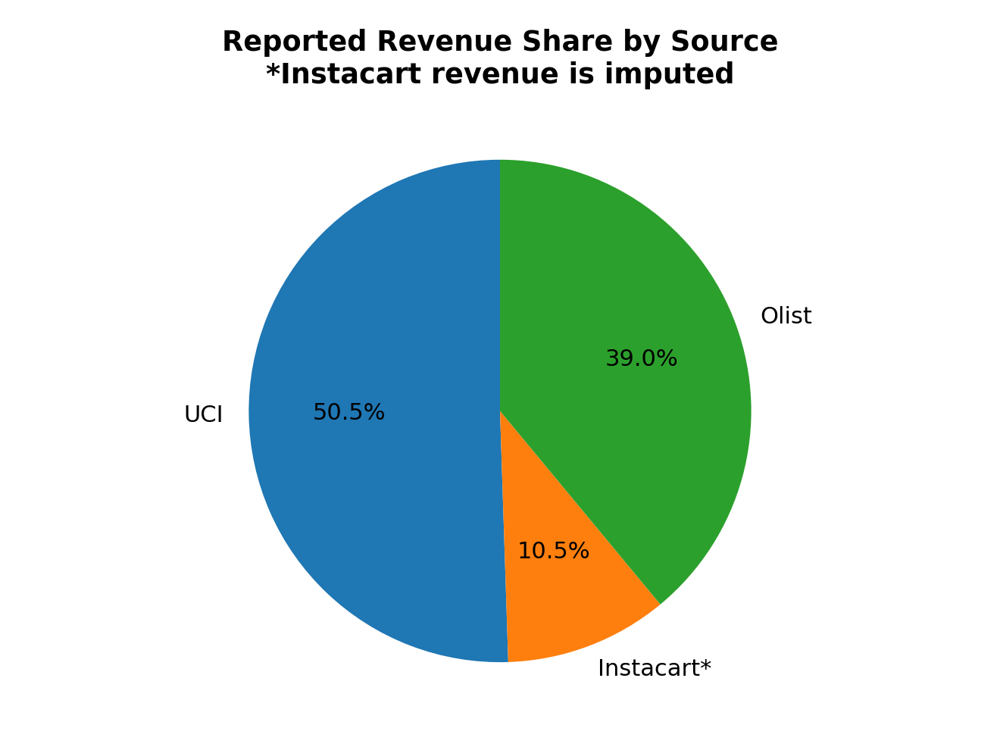 Reported Revenue Share by Source
*Instacart revenue is imputed
Olist
39.0%
UCI
50.5%
10.5%
Instacart*